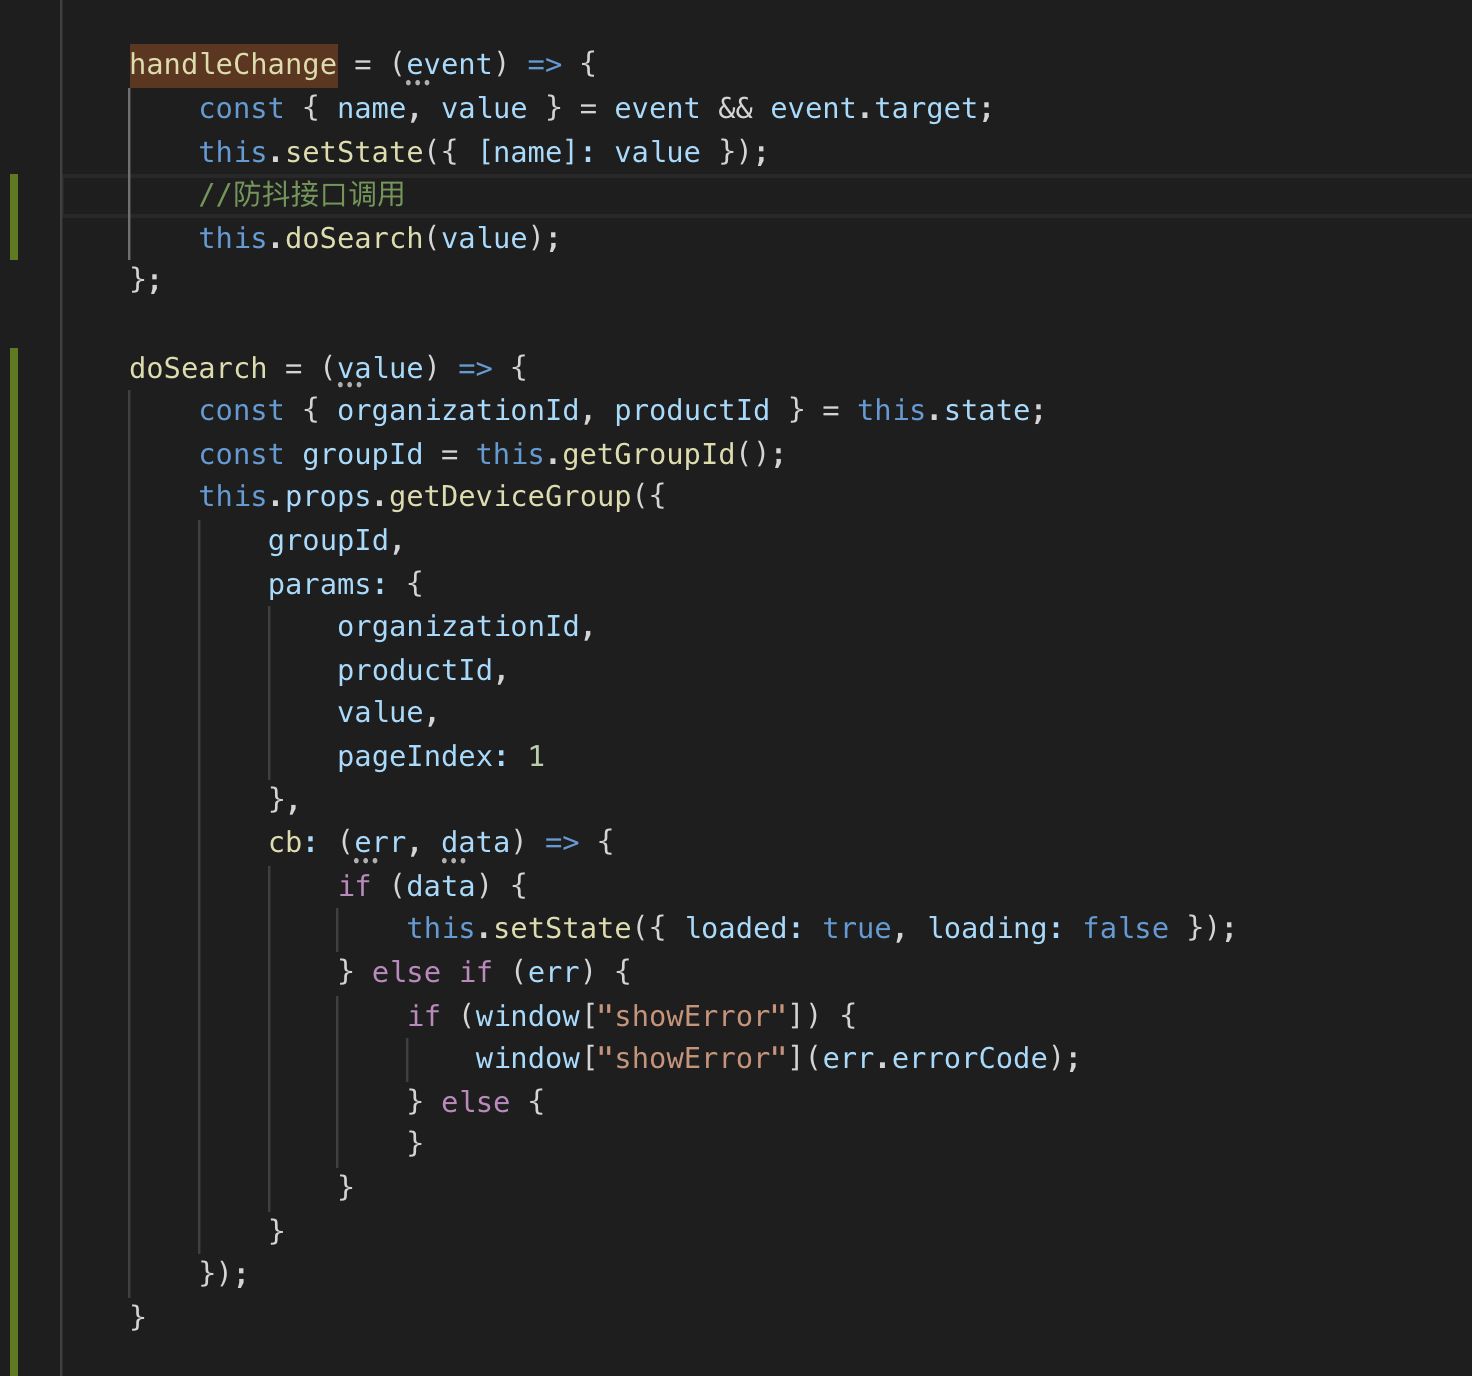 handleChange = (event) => {
    const { name, value } = event && event.target;
    this.setState({ [name]: value });
    //防抖接口调用
    this.doSearch(value);
};

doSearch = (value) => {
    const { organizationId, productId } = this.state;
    const groupId = this.getGroupId();
    this.props.getDeviceGroup({
        groupId,
        params: {
            organizationId,
            productId,
            value,
            pageIndex: 1
        },
        cb: (err, data) => {
            if (data) {
                this.setState({ loaded: true, loading: false });
            } else if (err) {
                if (window["showError"]) {
                    window["showError"](err.errorCode);
                } else {
                }
            }
        }
    });
}